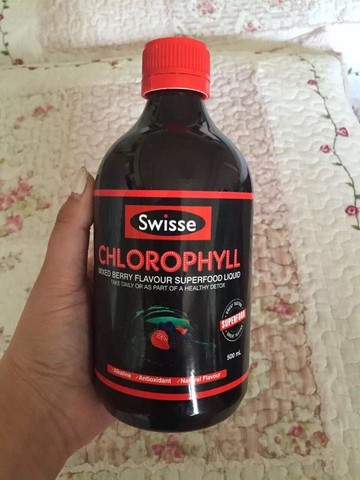 Swisse
CHLOROPHYLL
MIXED BERRY FLAVOUR SUPERFOOD LIQUID
TAKE DAILY OR AS PART OF A HEALTHY DETOX
SUPERFOOD
500 mL
Alkaline Antioxidant Natural Flavour